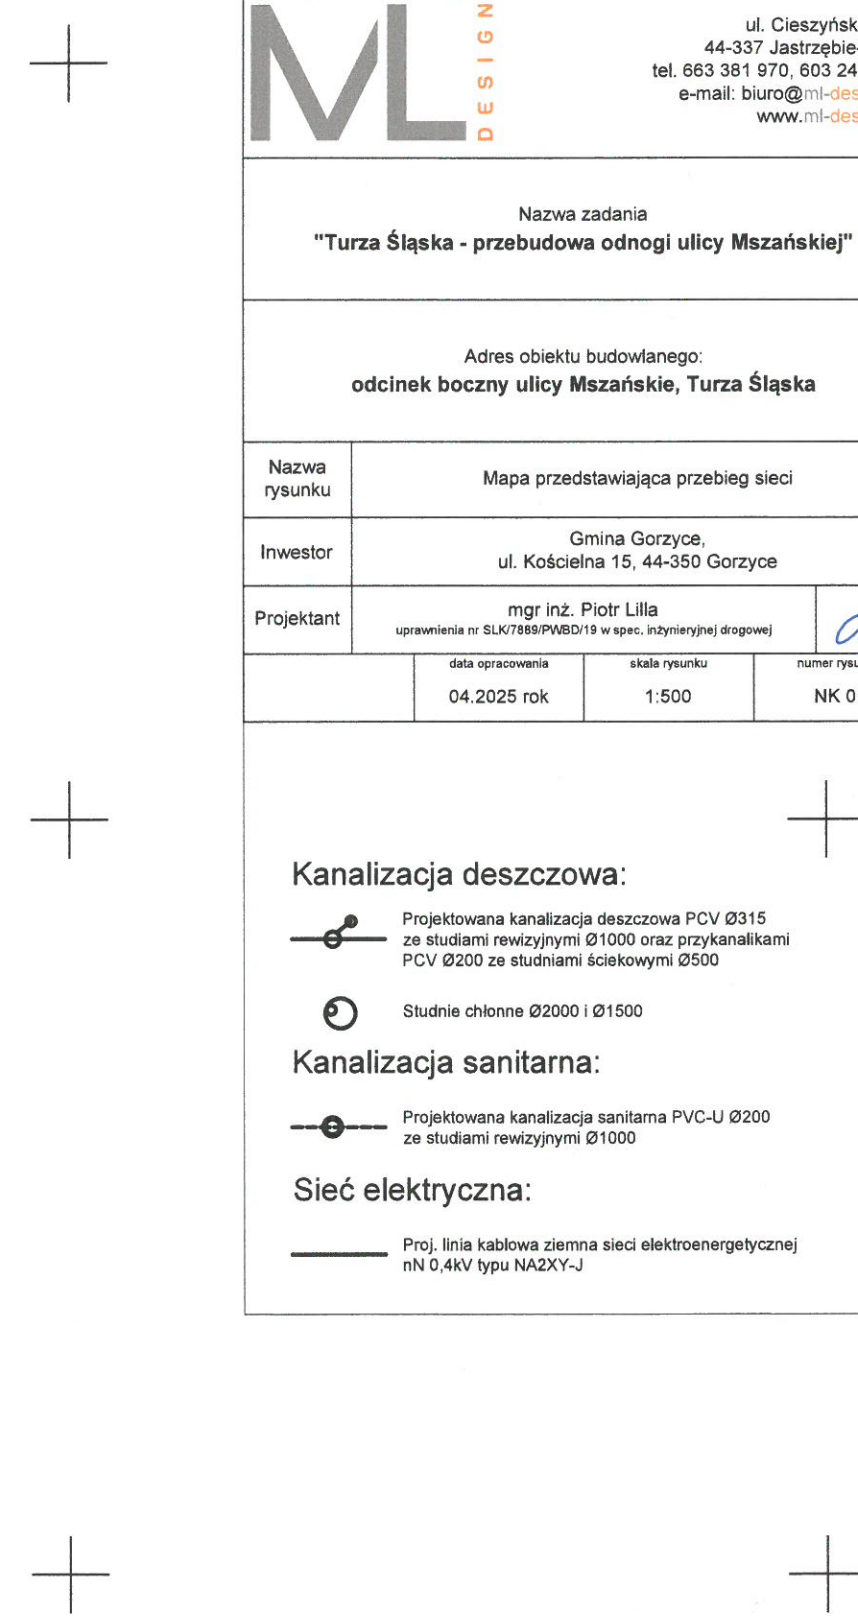 ML
DESIGN
ul. Cieszyńsk
44-337 Jastrzębie-
tel. 663 381 970, 603 24
e-mail: biuro@ml-des
www.ml-des
Nazwa zadania
"Turza Śląska - przebudowa odnogi ulicy Mszańskiej"
Adres obiektu budowlanego:
odcinek boczny ulicy Mszańskie, Turza Śląska
Nazwa
rysunku
Mapa przedstawiająca przebieg sieci
Inwestor
Gmina Gorzyce,
ul. Kościelna 15, 44-350 Gorzyce
Projektant
mgr inż. Piotr Lilla
uprawnienia nr SLK/7889/PWBD/19 w spec. inżynieryjnej drogowej
data opracowania
04.2025 rok
skala rysunku
1:500
numer rysu
NK 0
Kanalizacja deszczowa:
Projektowana kanalizacja deszczowa PCV Ø315
ze studiami rewizyjnymi Ø1000 oraz przykanalikami
PCV Ø200 ze studniami ściekowymi Ø500
Studnie chłonne Ø2000 i Ø1500
Kanalizacja sanitarna:
Projektowana kanalizacja sanitarna PVC-U Ø200
ze studiami rewizyjnymi Ø1000
Sieć elektryczna:
Proj. linia kablowa ziemna sieci elektroenergetycznej
nN 0,4kV typu NA2XY-J